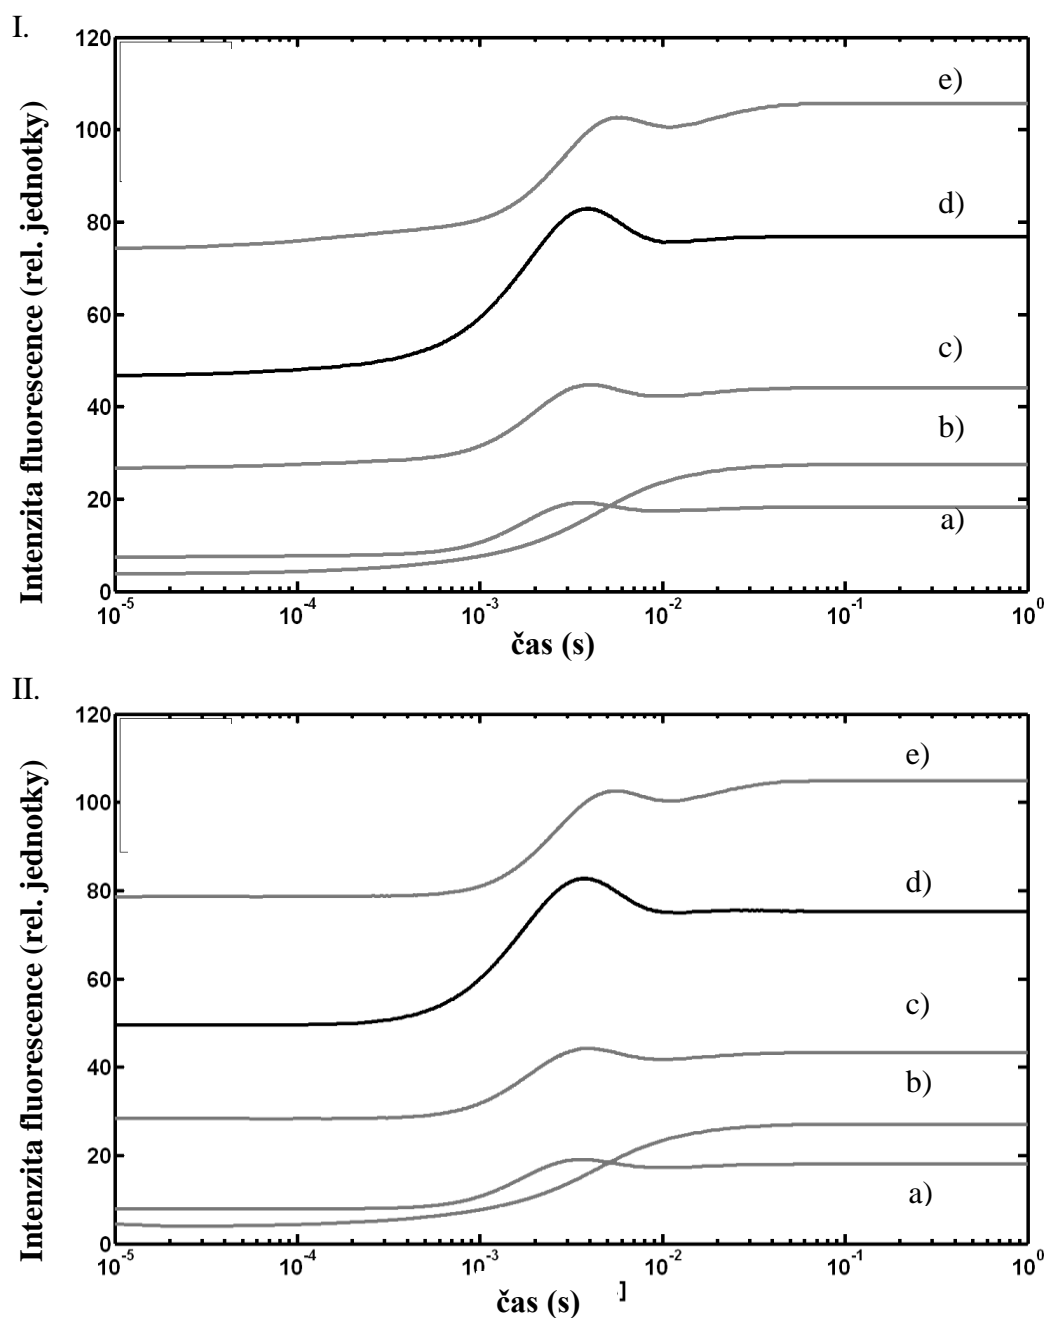 I.
120
100
80
60
40
20
0
Intenzita fluorescence (rel. jednotky)
e)
d)
c)
b)
a)
10^-5 10^-4 10^-3 10^-2 10^-1 10^0
čas (s)
II.
120
100
80
60
40
20
0
Intenzita fluorescence (rel. jednotky)
e)
d)
c)
b)
a)
10^-5 10^-4 10^-3 10^-2 10^-1 10^0
čas (s) ]